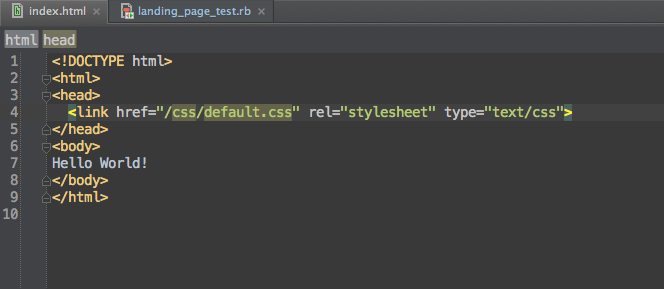 index.html landing_page_test.rb
html head
1 <!DOCTYPE html>
2 <html>
3 <head>
4 <link href="/css/default.css" rel="stylesheet" type="text/css">
5 </head>
6 <body>
7 Hello World!
8 </body>
9 </html>
10